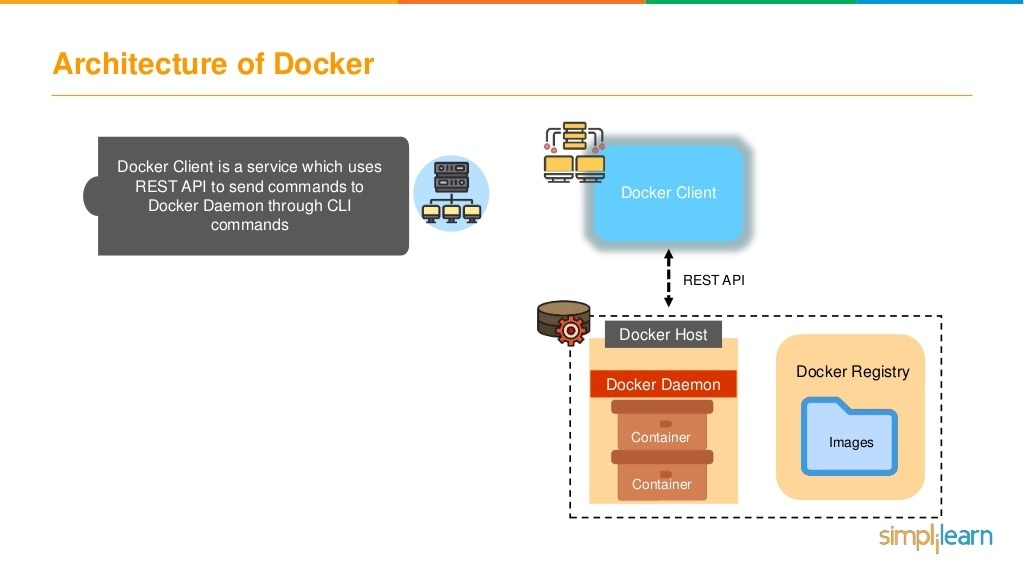 Architecture of Docker
Docker Client is a service which uses
REST API to send commands to
Docker Daemon through CLI
commands
Docker Client
REST API
Docker Host
Docker Daemon
Container
Container
Docker Registry
Images
simplilearn